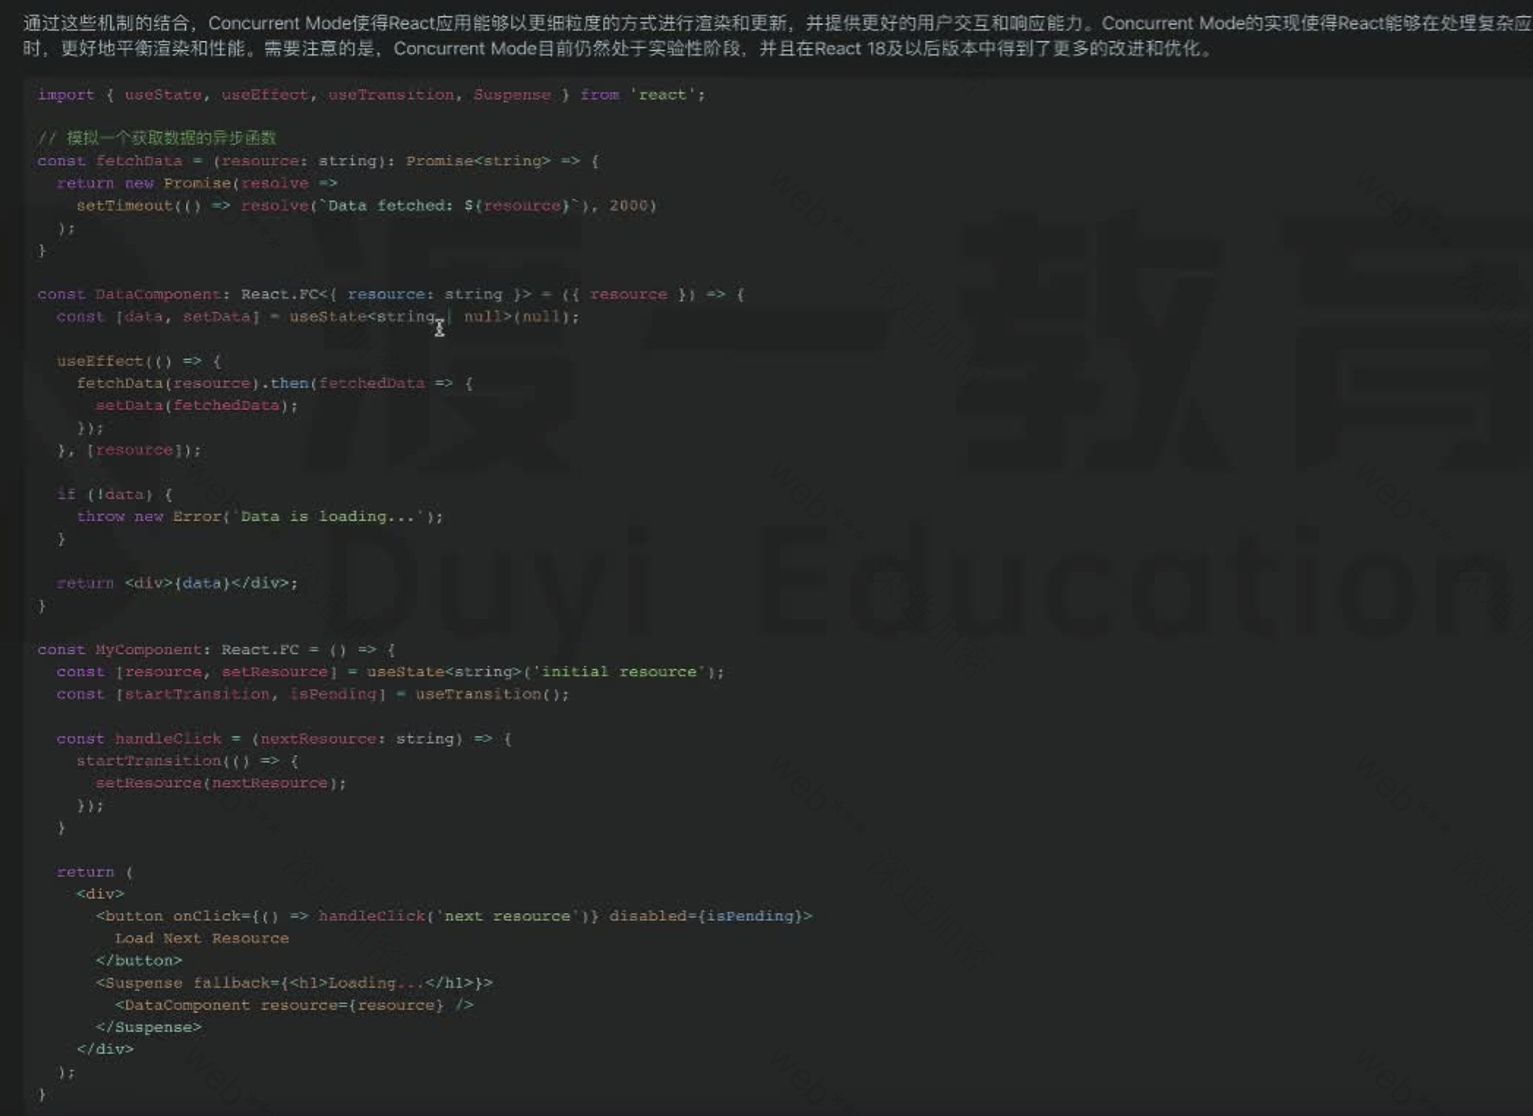 通过这些机制的结合，Concurrent Mode使得React应用能够以更细粒度的方式进行渲染和更新，并提供更好的用户交互和响应能力。Concurrent Mode的实现使得React能够在处理复杂应
时，更好地平衡渲染和性能。需要注意的是，Concurrent Mode目前仍然处于实验性阶段，并且在React 18及以后版本中得到了更多的改进和优化。
import { useState, useEffect, useTransition, Suspense } from 'react';
// 模拟一个获取数据的异步函数
const fetchData = (resource: string): Promise<string> => {
  return new Promise(resolve =>
    setTimeout(() => resolve(`Data fetched: ${resource}`), 2000)
  );
}
const DataComponent: React.FC<{ resource: string }> = ({ resource }) => {
  const [data, setData] = useState<string | null>(null);
  useEffect(() => {
    fetchData(resource).then(fetchedData => {
      setData(fetchedData);
    });
  }, [resource]);
  if (!data) {
    throw new Error(`Data is loading...`);
  }
  return <div>{data}</div>;
}
const MyComponent: React.FC = () => {
  const [resource, setResource] = useState<string>('initial resource');
  const [startTransition, isPending] = useTransition();
  const handleClick = (nextResource: string) => {
    startTransition(() => {
      setResource(nextResource);
    });
  }
  return (
    <div>
      <button onClick={() => handleClick('next resource')} disabled={isPending}>
        Load Next Resource
      </button>
      <Suspense fallback={<h1>Loading...</h1>}>
        <DataComponent resource={resource} />
      </Suspense>
    </div>
  );
}
渡一教育
Duyi Education